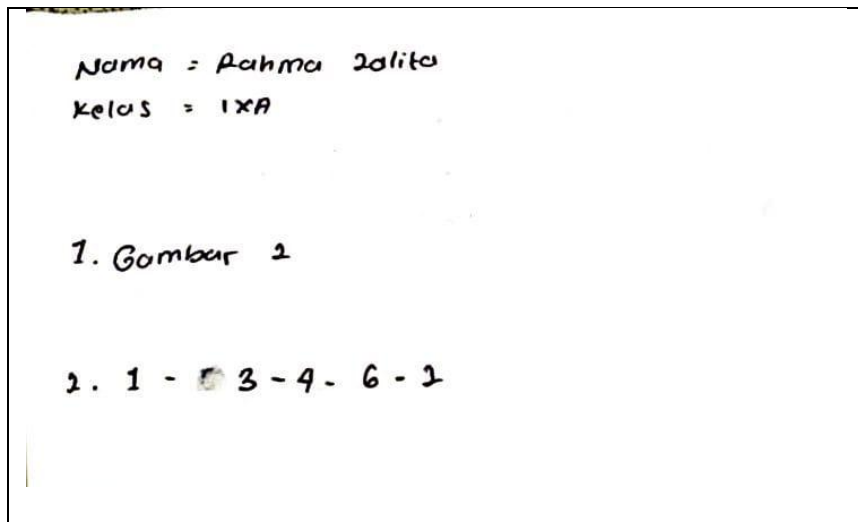 Nama = Rahma Zalita
Kelas = IXA
1. Gambar 2
2. 1 - 3 - 4 - 6 - 2